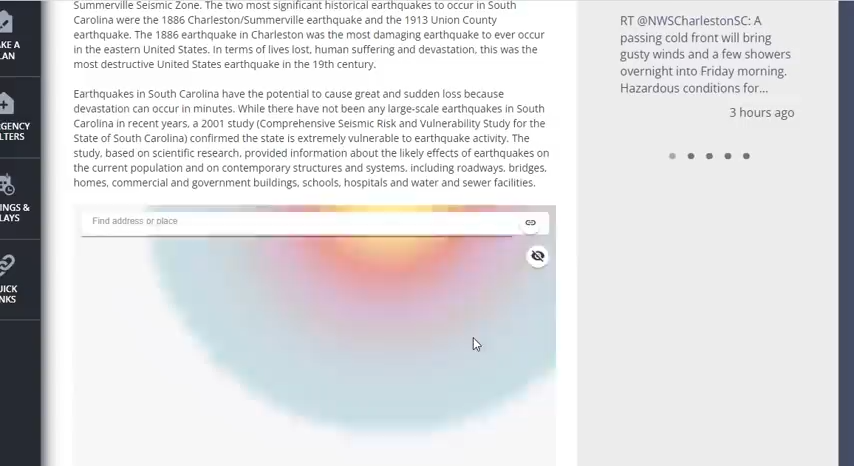 AKE A
LAN
RGENCY
LTERS
INGS &
LAYS
UICK
NKS
Summerville Seismic Zone. The two most significant historical earthquakes to occur in South
Carolina were the 1886 Charleston/Summerville earthquake and the 1913 Union County
earthquake. The 1886 earthquake in Charleston was the most damaging earthquake to ever occur
in the eastern United States. In terms of lives lost, human suffering and devastation, this was the
most destructive United States earthquake in the 19th century.
Earthquakes in South Carolina have the potential to cause great and sudden loss because
devastation can occur in minutes. While there have not been any large-scale earthquakes in South
Carolina in recent years, a 2001 study (Comprehensive Seismic Risk and Vulnerability Study for the
State of South Carolina) confirmed the state is extremely vulnerable to earthquake activity. The
study, based on scientific research, provided information about the likely effects of earthquakes on
the current population and on contemporary structures and systems, including roadways, bridges,
homes, commercial and government buildings, schools, hospitals and water and sewer facilities.
Find address or place
RT @NWSCharlestonSC: A
passing cold front will bring
gusty winds and a few showers
overnight into Friday morning.
Hazardous conditions for...
3 hours ago